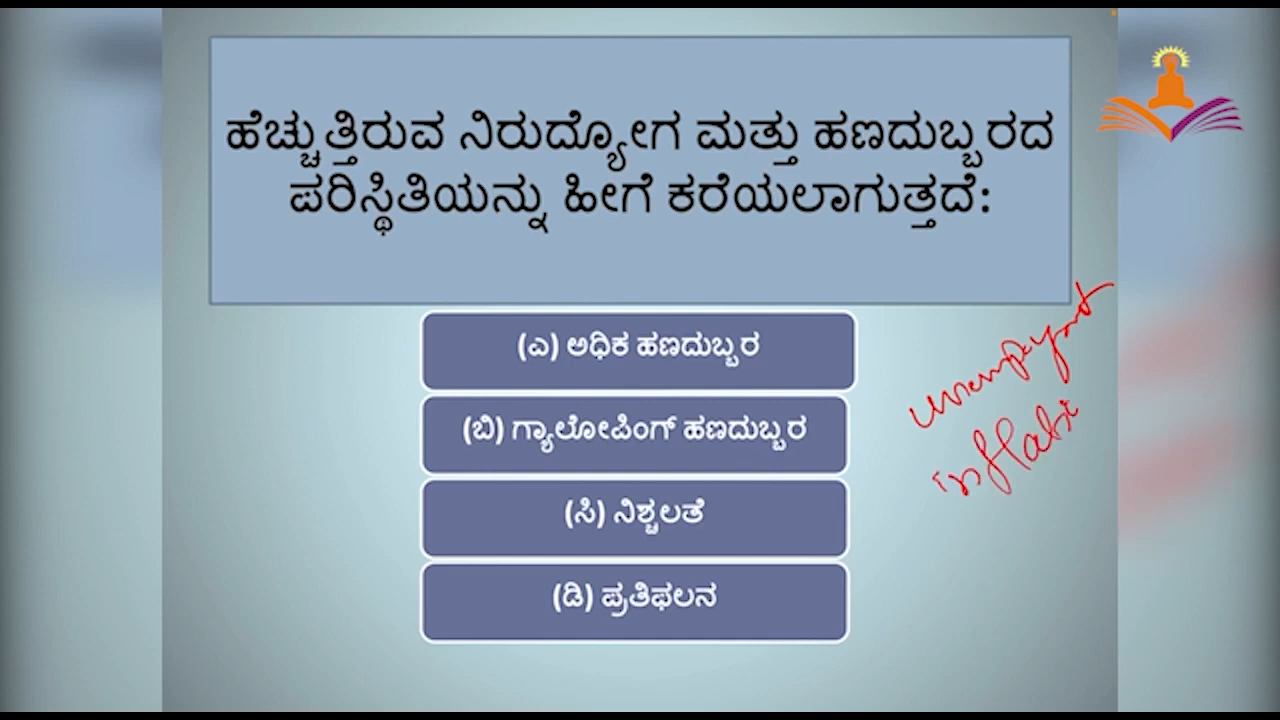 ಹೆಚ್ಚುತ್ತಿರುವ ನಿರುದ್ಯೋಗ ಮತ್ತು ಹಣದುಬ್ಬರದ
ಪರಿಸ್ಥಿತಿಯನ್ನು ಹೀಗೆ ಕರೆಯಲಾಗುತ್ತದೆ:
(ಎ) ಅಧಿಕ ಹಣದುಬ್ಬರ
(ಬಿ) ಗ್ಯಾಲೋಪಿಂಗ್ ಹಣದುಬ್ಬರ
(ಸಿ) ನಿಶ್ಚಲತೆ
(ಡಿ) ಪ್ರತಿಫಲನ